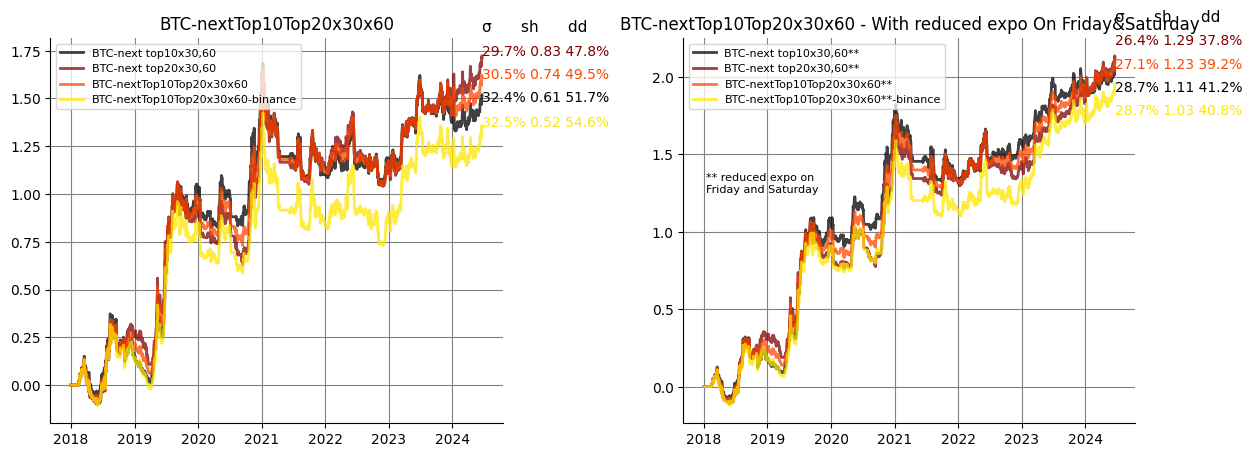 BTC-nextTop10Top20x30x60
σ sh dd
BTC-next top10x30,60
BTC-next top20x30,60
BTC-nextTop10Top20x30x60
BTC-nextTop10Top20x30x60-binance
29.7% 0.83 47.8%
30.5% 0.74 49.5%
32.4% 0.61 51.7%
32.5% 0.52 54.6%
1.75
1.50
1.25
1.00
0.75
0.50
0.25
0.00
2018 2019 2020 2021 2022 2023 2024
BTC-nextTop10Top20x30x60 - With reduced expo On Friday&Saturday
σ sh dd
BTC-next top10x30,60**
BTC-next top20x30,60**
BTC-nextTop10Top20x30x60**
BTC-nextTop10Top20x30x60**-binance
26.4% 1.29 37.8%
27.1% 1.23 39.2%
28.7% 1.11 41.2%
28.7% 1.03 40.8%
** reduced expo on
Friday and Saturday
2.0
1.5
1.0
0.5
0.0
2018 2019 2020 2021 2022 2023 2024